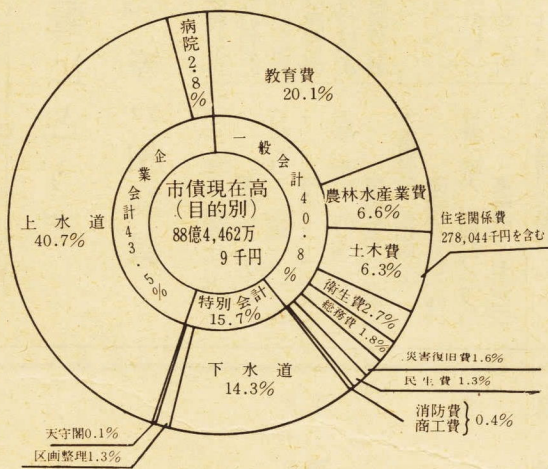 市債現在高
(目的別)
88億4,462万
9千円
一般会計40.8%
教育費
20.1%
農林水産業費
6.6%
土木費
6.3%
住宅関係費
278,044千円を含む
衛生費2.7%
総務費1.8%
災害復旧費1.6%
民生費1.3%
消防費
商工費}0.4%
特別会計
15.7%
下水道
14.3%
区画整理1.3%
天守閣0.1%
企業会計43.5%
上水道
40.7%
病院2.8%